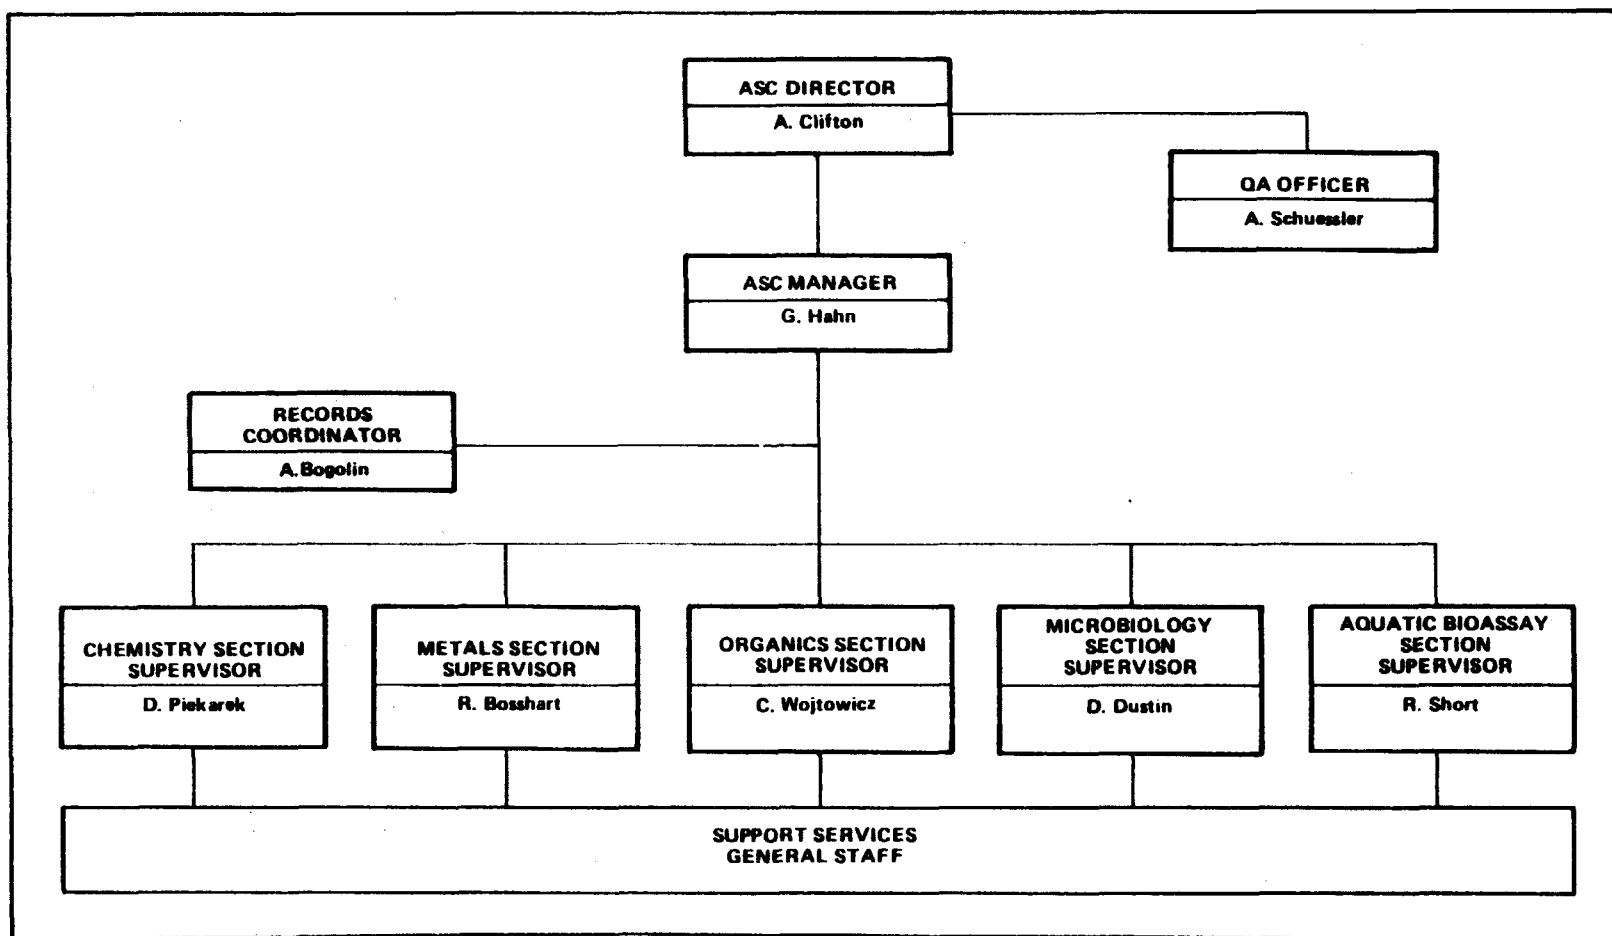 ASC DIRECTOR
A. Clifton
QA OFFICER
A. Schuessler
ASC MANAGER
G. Hahn
RECORDS
COORDINATOR
A. Bogolin
CHEMISTRY SECTION
SUPERVISOR
D. Piekarek
METALS SECTION
SUPERVISOR
R. Bosshart
ORGANICS SECTION
SUPERVISOR
C. Wojtowicz
MICROBIOLOGY
SECTION
SUPERVISOR
D. Dustin
AQUATIC BIOASSAY
SECTION
SUPERVISOR
R. Short
SUPPORT SERVICES
GENERAL STAFF